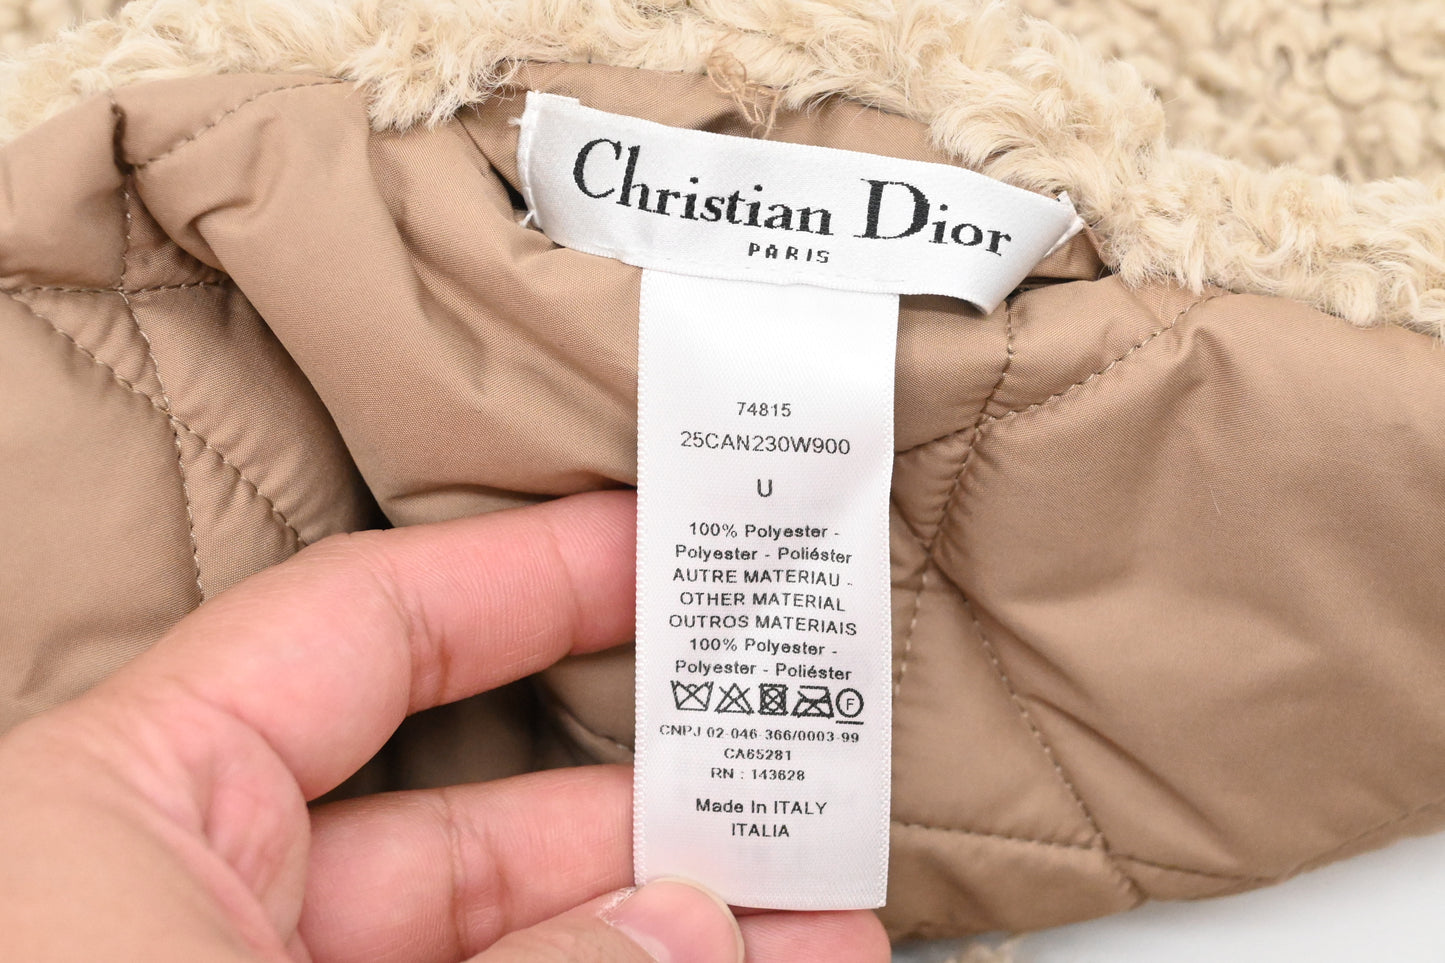 Christian Dior
PARIS
74815
25CAN230W900
U
100% Polyester -
Polyester - Poliéster
AUTRE MATERIAU -
OTHER MATERIAL
OUTROS MATERIAIS
100% Polyester -
Polyester - Poliéster
F
CNPJ 02-046-366/0003-99
CA65281
RN : 143628
Made In ITALY
ITALIA